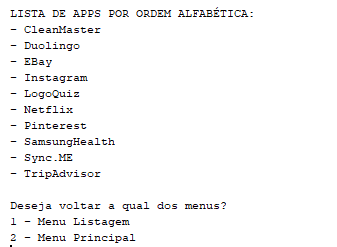 LISTA DE APPS POR ORDEM ALFABÉTICA:
- CleanMaster
- Duolingo
- EBay
- Instagram
- LogoQuiz
- Netflix
- Pinterest
- SamsungHealth
- Sync.ME
- TripAdvisor
Deseja voltar a qual dos menus?
1 - Menu Listagem
2 - Menu Principal